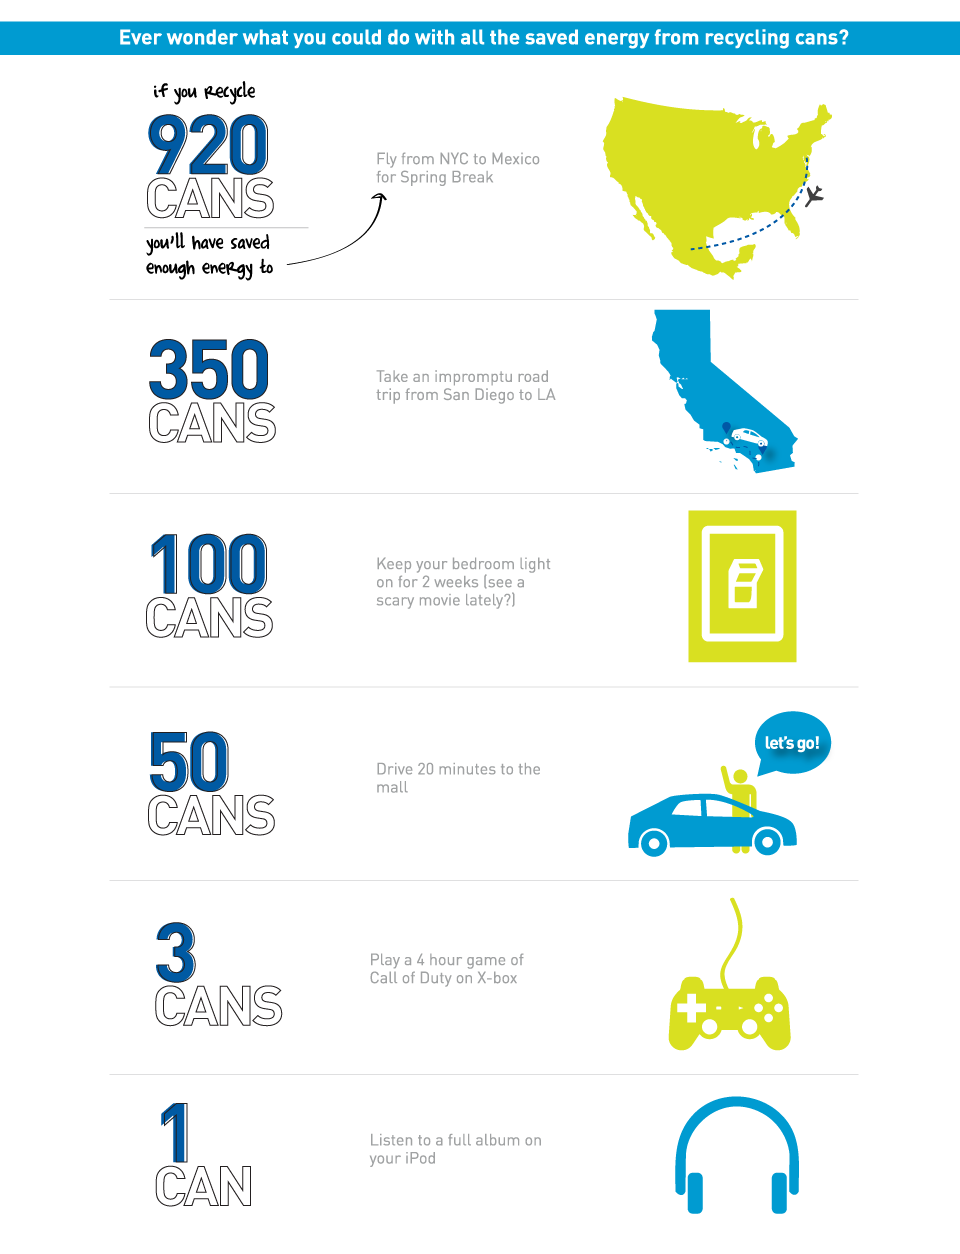 Ever wonder what you could do with all the saved energy from recycling cans?
if you recycle
920
CANS
you'll have saved
enough energy to
Fly from NYC to Mexico
for Spring Break
350
CANS
Take an impromptu road
trip from San Diego to LA
100
CANS
Keep your bedroom light
on for 2 weeks (see a
scary movie lately?)
50
CANS
Drive 20 minutes to the
mall
let's go!
3
CANS
Play a 4 hour game of
Call of Duty on X-box
1
CAN
Listen to a full album on
your iPod